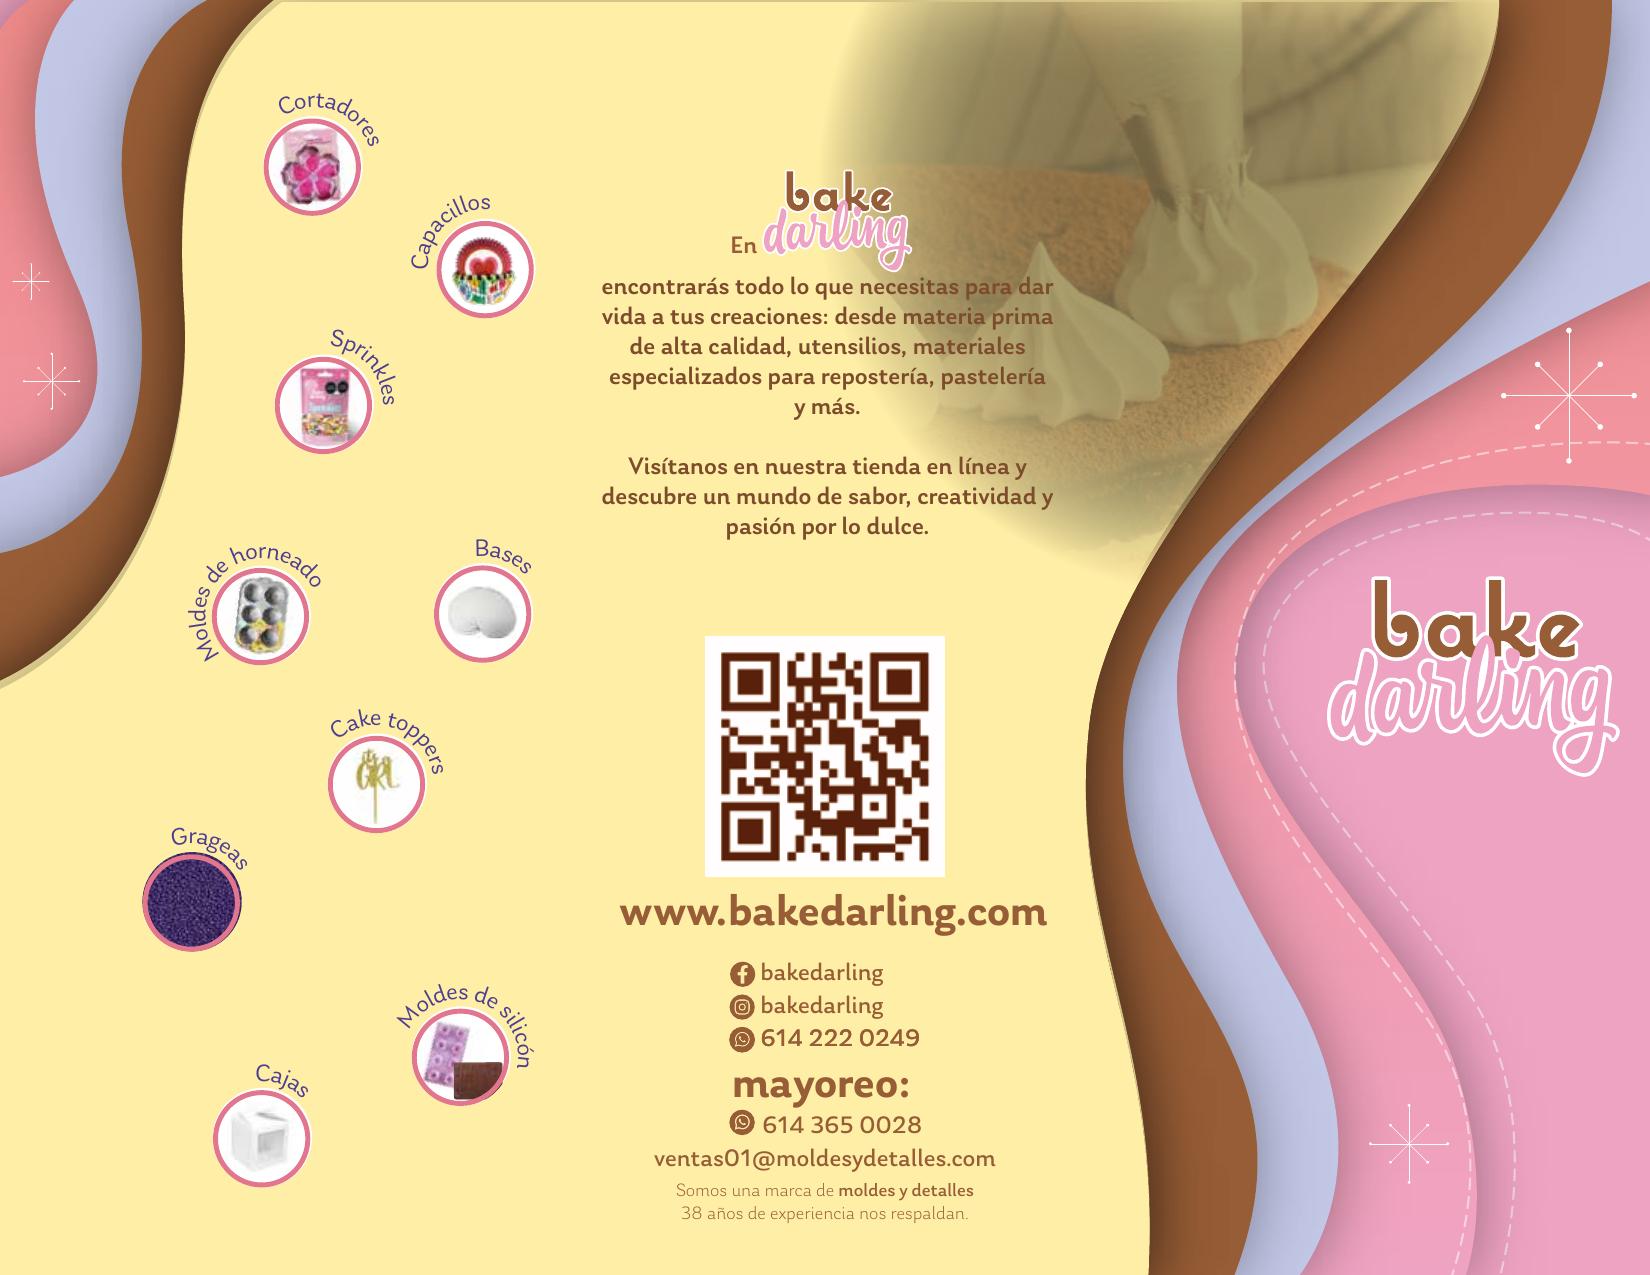 Cortadores
Capacillos
Sprinkles
Moldes de horneado
Bases
Cake toppers
Grageas
Moldes de silicón
Cajas
En bake
darling
encontrarás todo lo que necesitas para dar
vida a tus creaciones: desde materia prima
de alta calidad, utensilios, materiales
especializados para repostería, pastelería
y más.
Visítanos en nuestra tienda en línea y
descubre un mundo de sabor, creatividad y
pasión por lo dulce.
www.bakedarling.com
bakedarling
bakedarling
614 222 0249
mayoreo:
614 365 0028
ventas01@moldesydetalles.com
Somos una marca de moldes y detalles
38 años de experiencia nos respaldan.
bake
darling